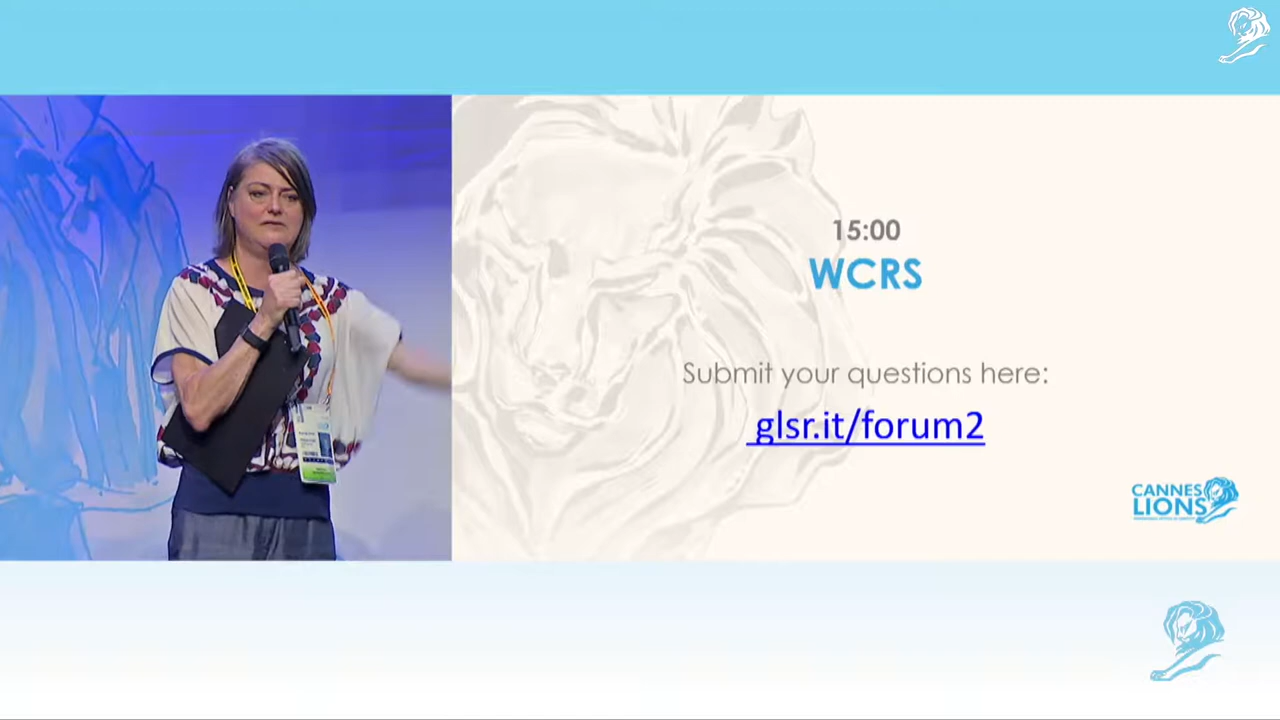 15:00
WCRS
Submit your questions here:
glsr.it/forum2
CANNES
LIONS